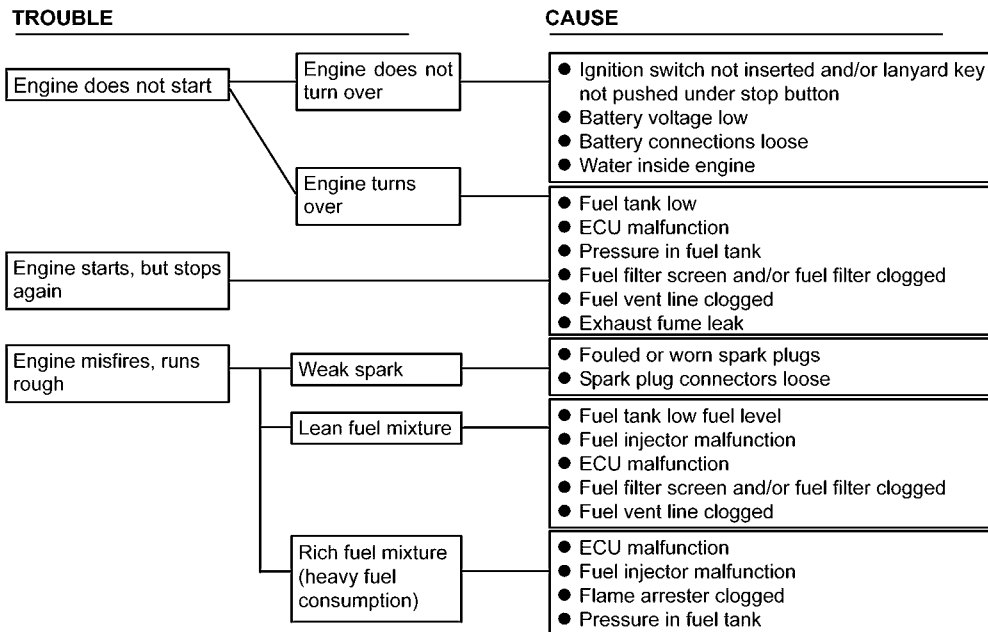 TROUBLE
CAUSE
Engine does not start
Engine does not
turn over
● Ignition switch not inserted and/or lanyard key
not pushed under stop button
● Battery voltage low
● Battery connections loose
● Water inside engine
Engine turns
over
● Fuel tank low
● ECU malfunction
● Pressure in fuel tank
● Fuel filter screen and/or fuel filter clogged
● Fuel vent line clogged
● Exhaust fume leak
Engine starts, but stops
again
Engine misfires, runs
rough
Weak spark
● Fouled or worn spark plugs
● Spark plug connectors loose
Lean fuel mixture
● Fuel tank low fuel level
● Fuel injector malfunction
● ECU malfunction
● Fuel filter screen and/or fuel filter clogged
● Fuel vent line clogged
Rich fuel mixture
(heavy fuel
consumption)
● ECU malfunction
● Fuel injector malfunction
● Flame arrester clogged
● Pressure in fuel tank